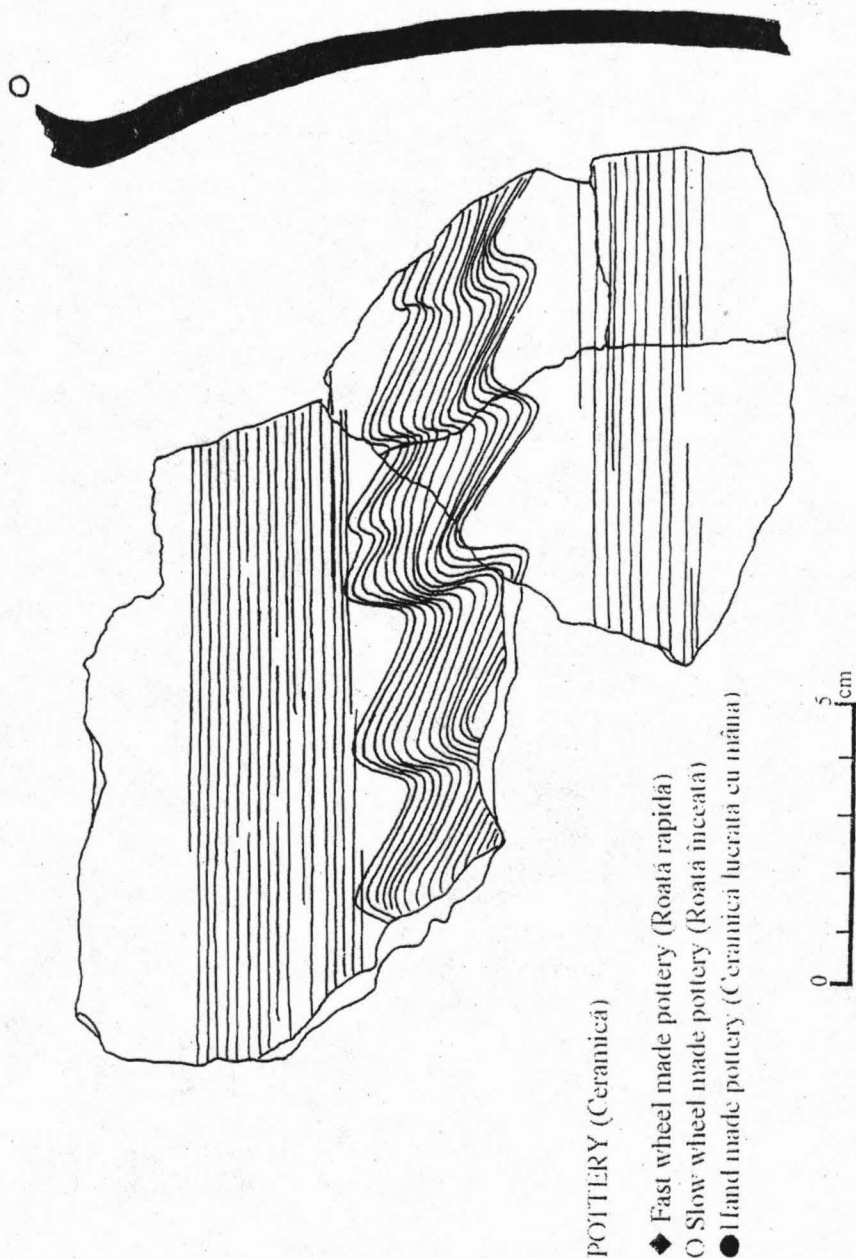 POTTERY (Ceramică)
◆ Fast wheel made pottery (Roată rapidă)
○ Slow wheel made pottery (Roată înceată)
● Hand made pottery (Ceramică lucrată cu mâna)
0 5
cm